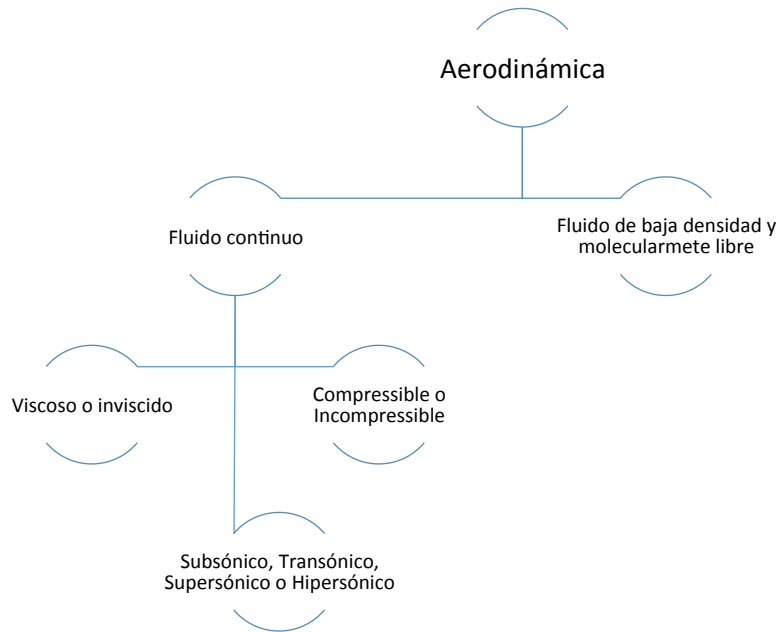 Aerodinámica
Fluido continuo
Fluido de baja densidad y
molecularmete libre
Viscoso o inviscido
Compressible o
Incompressible
Subsónico, Transónico,
Supersónico o Hipersónico